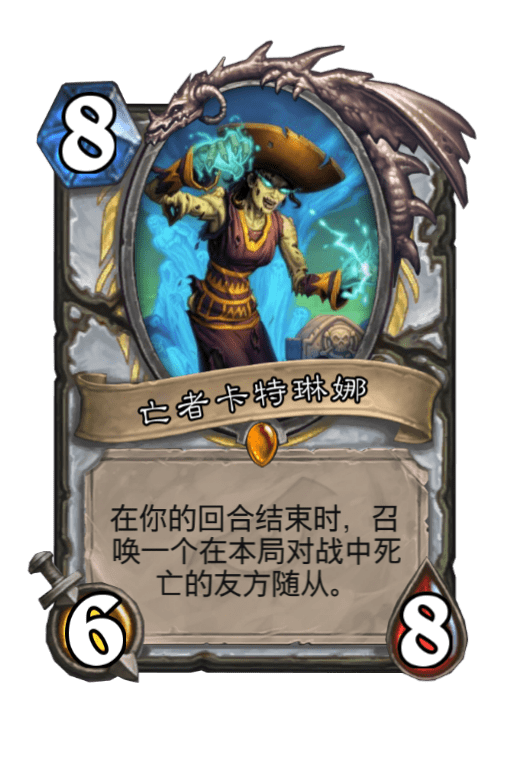 8
亡者卡特琳娜
在你的回合结束时，召
唤一个在本局对战中死
亡的友方随从。
6
8